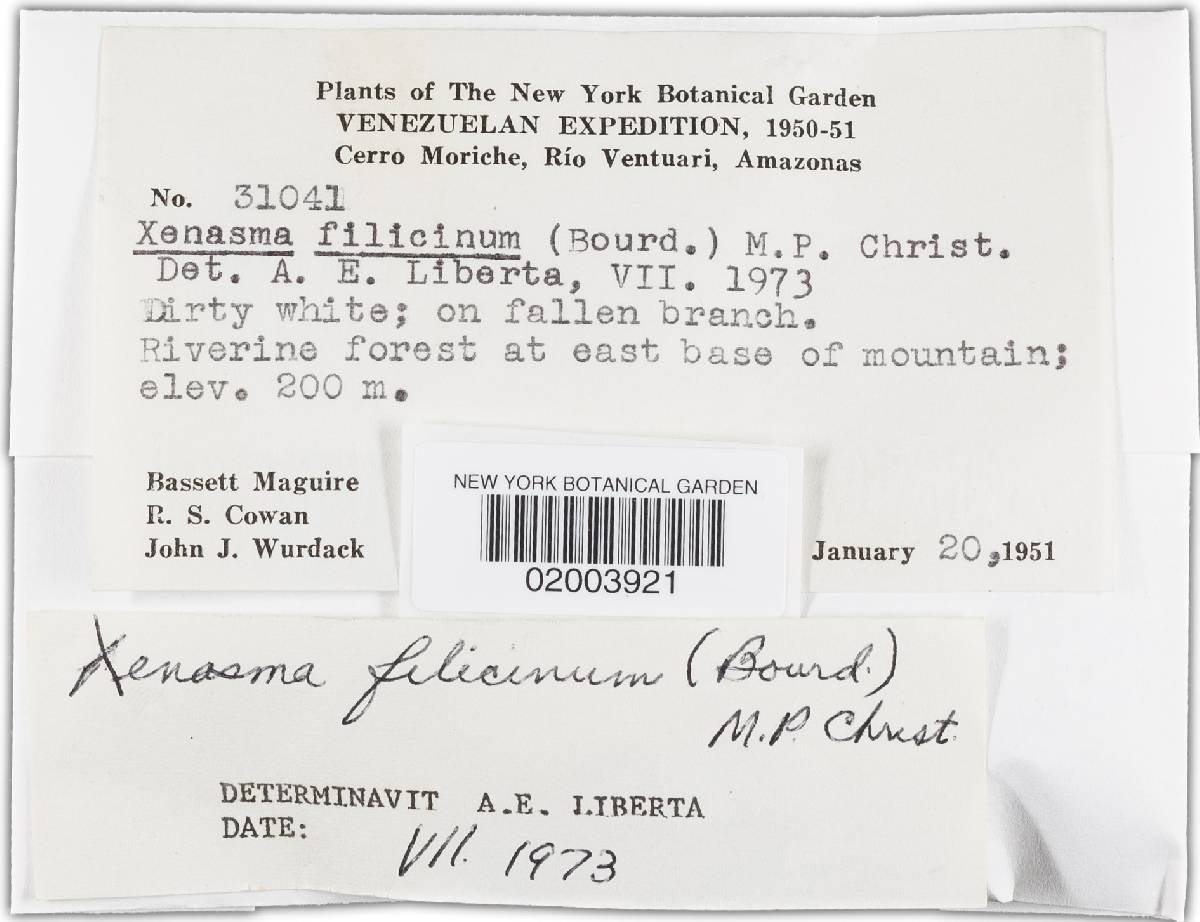 Plants of The New York Botanical Garden
VENEZUELAN EXPEDITION, 1950-51
Cerro Moriche, Río Ventuari, Amazonas
No. 31041
Xenasma filicinum (Bourd.) M.P. Christ.
Det. A. E. Liberta, VII. 1973
Dirty white; on fallen branch.
Riverine forest at east base of mountain;
elev. 200 m.
Bassett Maguire
R. S. Cowan
John J. Wurdack
January 20, 1951
NEW YORK BOTANICAL GARDEN
02003921
Xenasma filicinum (Bourd.)
M.P. Christ.
DETERMINAVIT A.E. LIBERTA
DATE: VII. 1973